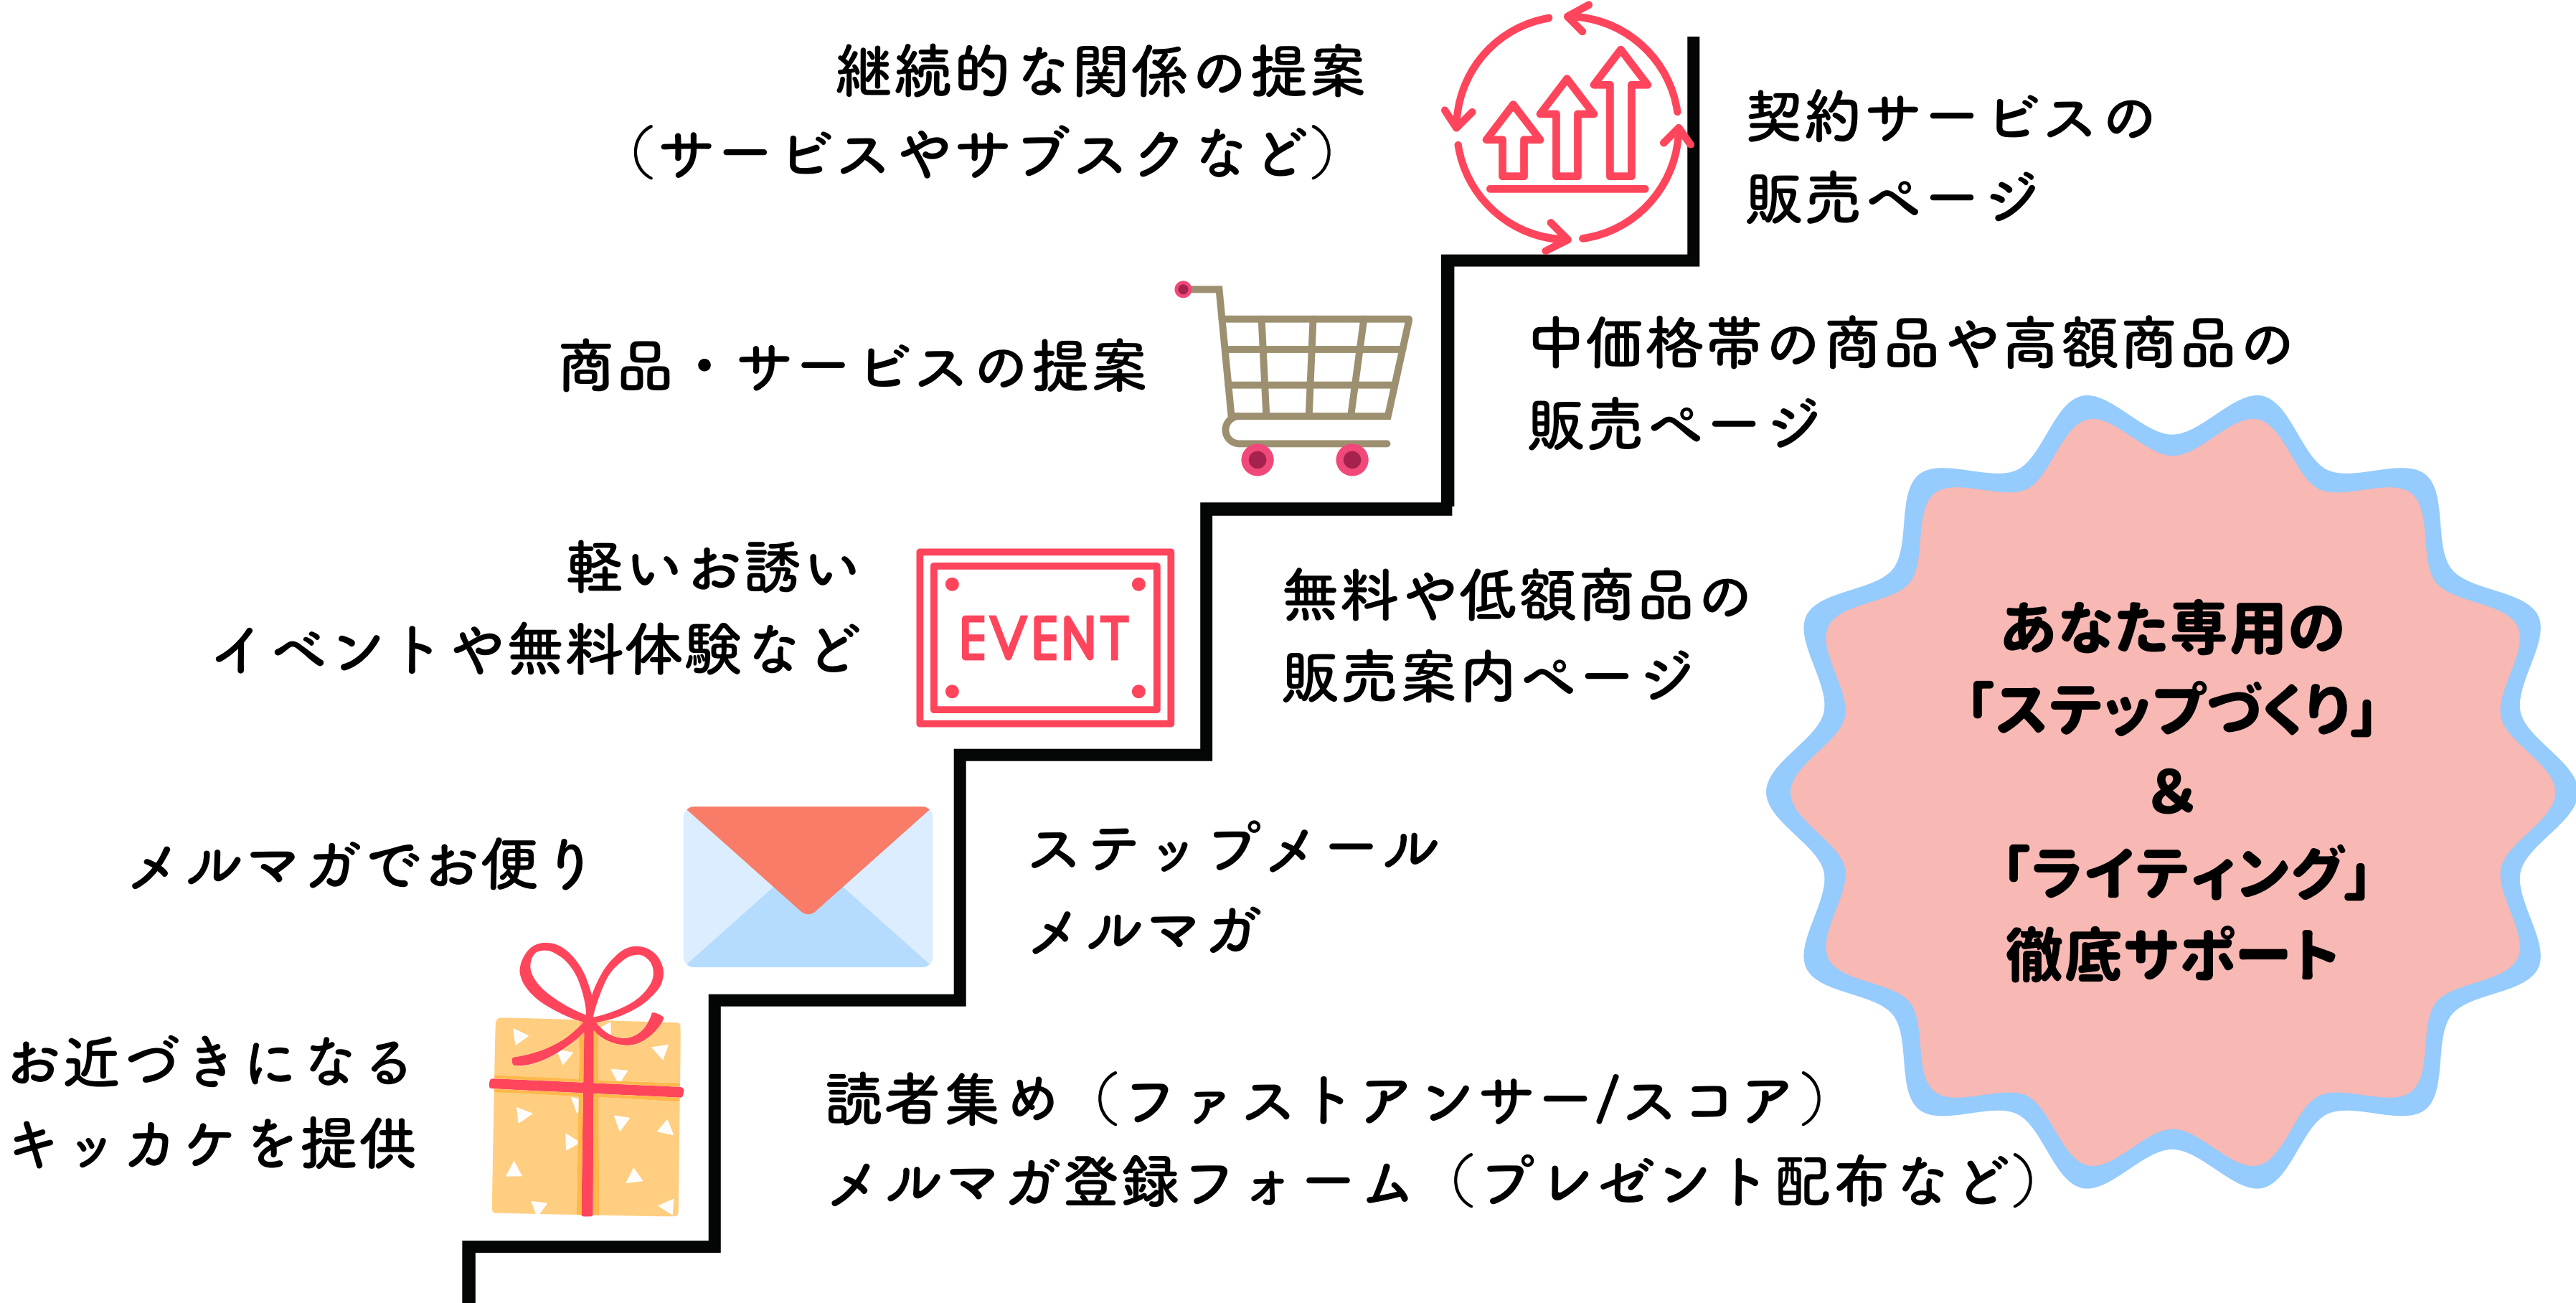 継続的な関係の提案
（サービスやサブスクなど）
契約サービスの
販売ページ
商品・サービスの提案
中価格帯の商品や高額商品の
販売ページ
軽いお誘い
イベントや無料体験など
EVENT
無料や低額商品の
販売案内ページ
メルマガでお便り
ステップメール
メルマガ
お近づきになる
キッカケを提供
読者集め（ファストアンサー/スコア）
メルマガ登録フォーム（プレゼント配布など）
あなた専用の
「ステップづくり」
&
「ライティング」
徹底サポート